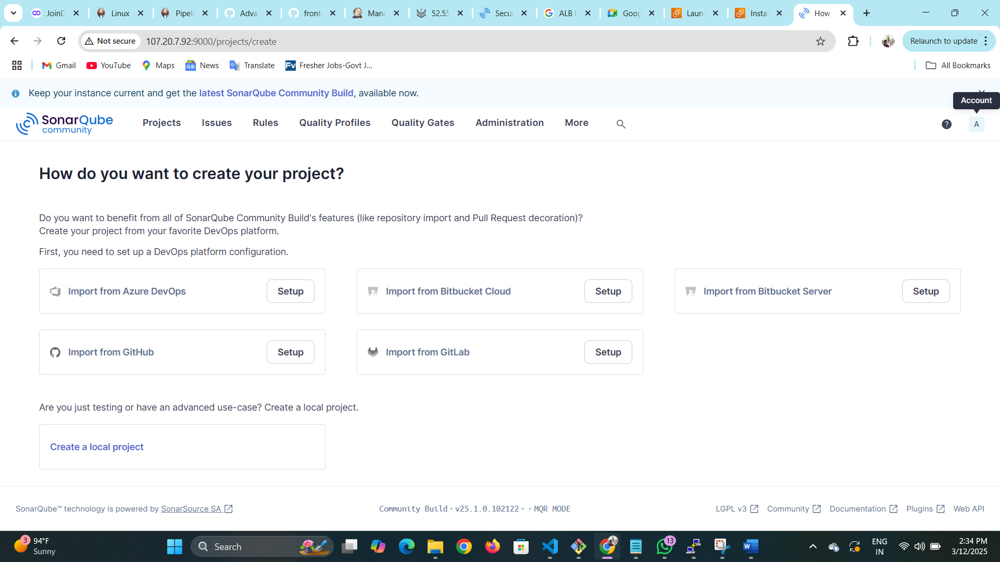 JoinD
Linux
Pipeli
Adva
front
Mana
52.55
Secur
ALB
Goog
Laun
Insta
How
Not secure
107.20.7.92:9000/projects/create
Relaunch to update
Gmail
YouTube
Maps
News
Translate
Fresher Jobs-Govt J...
All Bookmarks
Keep your instance current and get the latest SonarQube Community Build, available now.
Account
SonarQube
community
Projects
Issues
Rules
Quality Profiles
Quality Gates
Administration
More
?
A
How do you want to create your project?
Do you want to benefit from all of SonarQube Community Build's features (like repository import and Pull Request decoration)?
Create your project from your favorite DevOps platform.
First, you need to set up a DevOps platform configuration.
Import from Azure DevOps
Setup
Import from Bitbucket Cloud
Setup
Import from Bitbucket Server
Setup
Import from GitHub
Setup
Import from GitLab
Setup
Are you just testing or have an advanced use-case? Create a local project.
Create a local project
SonarQube™ technology is powered by SonarSource SA
Community Build • v25.1.0.102122 • • MQR MODE
LGPL v3
Community
Documentation
Plugins
Web API
3
94°F
Sunny
Search
13
ENG
IN
2:34 PM
3/12/2025